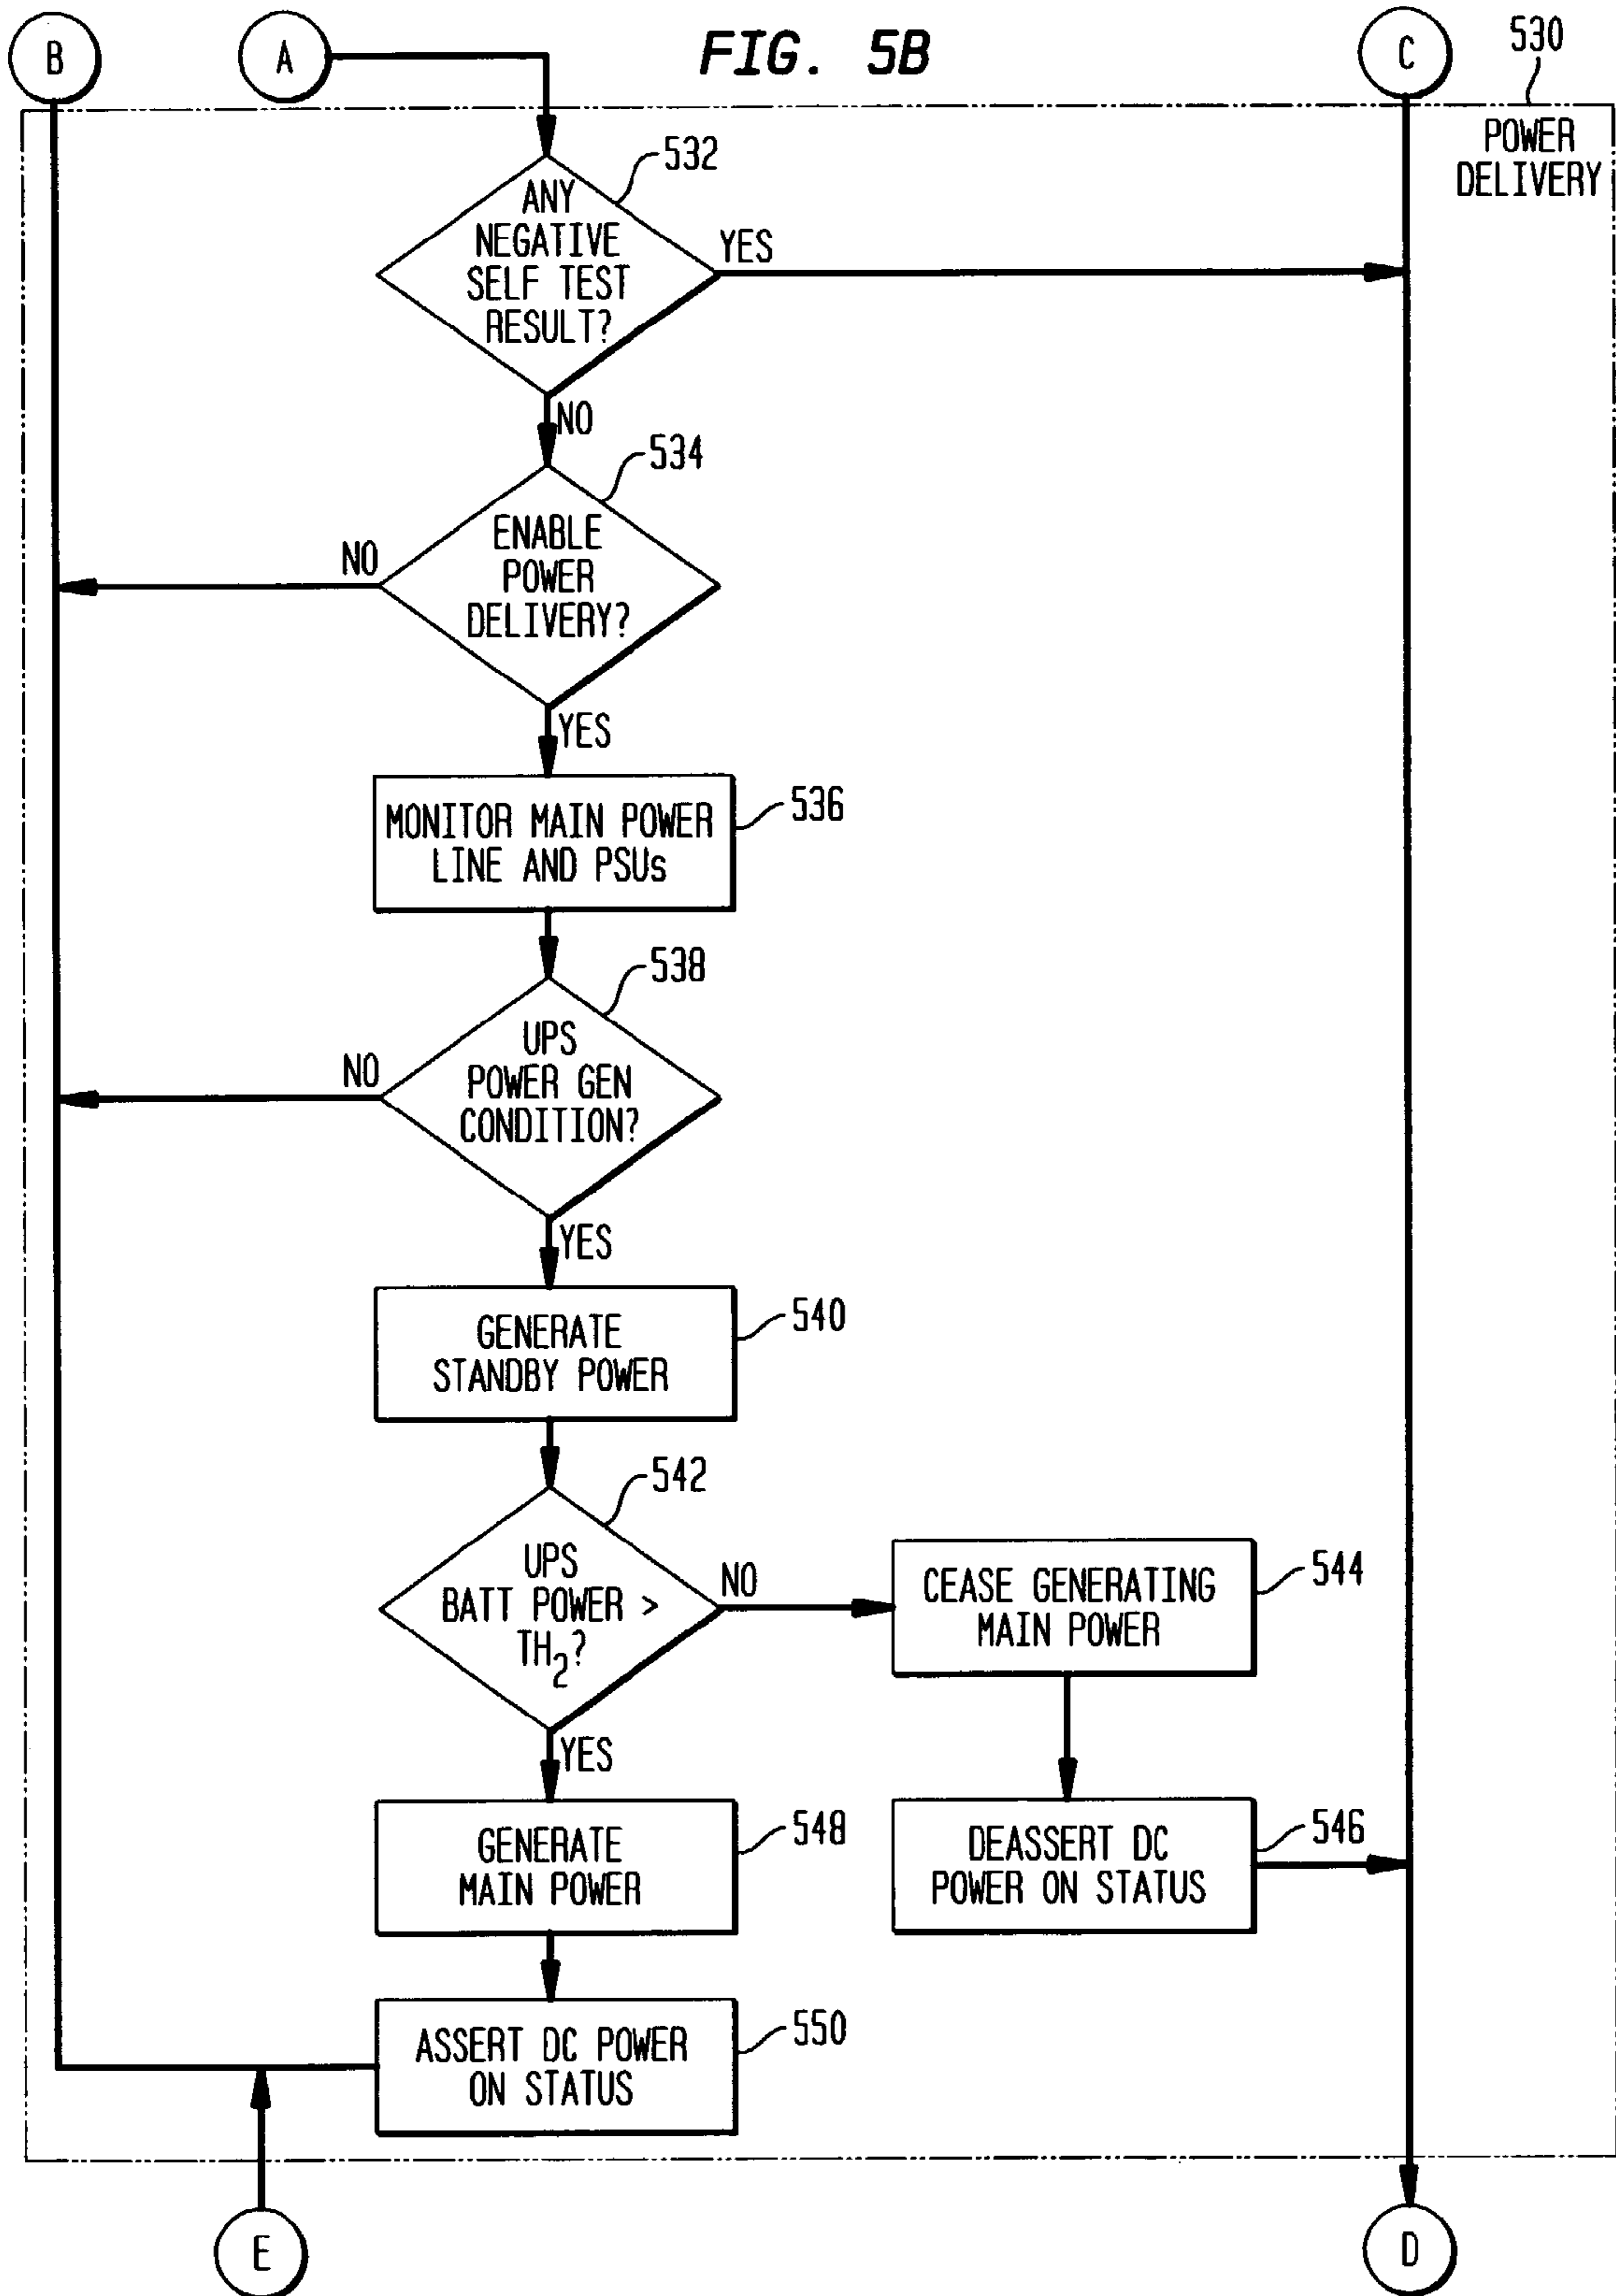 B
A
FIG. 5B
C
530
POWER
DELIVERY
532
ANY
NEGATIVE
SELF TEST
RESULT?
YES
NO
534
ENABLE
POWER
DELIVERY?
NO
YES
MONITOR MAIN POWER
LINE AND PSUs
536
538
UPS
POWER GEN
CONDITION?
NO
YES
GENERATE
STANDBY POWER
540
542
UPS
BATT POWER >
TH2?
NO
YES
CEASE GENERATING
MAIN POWER
544
GENERATE
MAIN POWER
548
DEASSERT DC
POWER ON STATUS
546
ASSERT DC POWER
ON STATUS
550
E
D